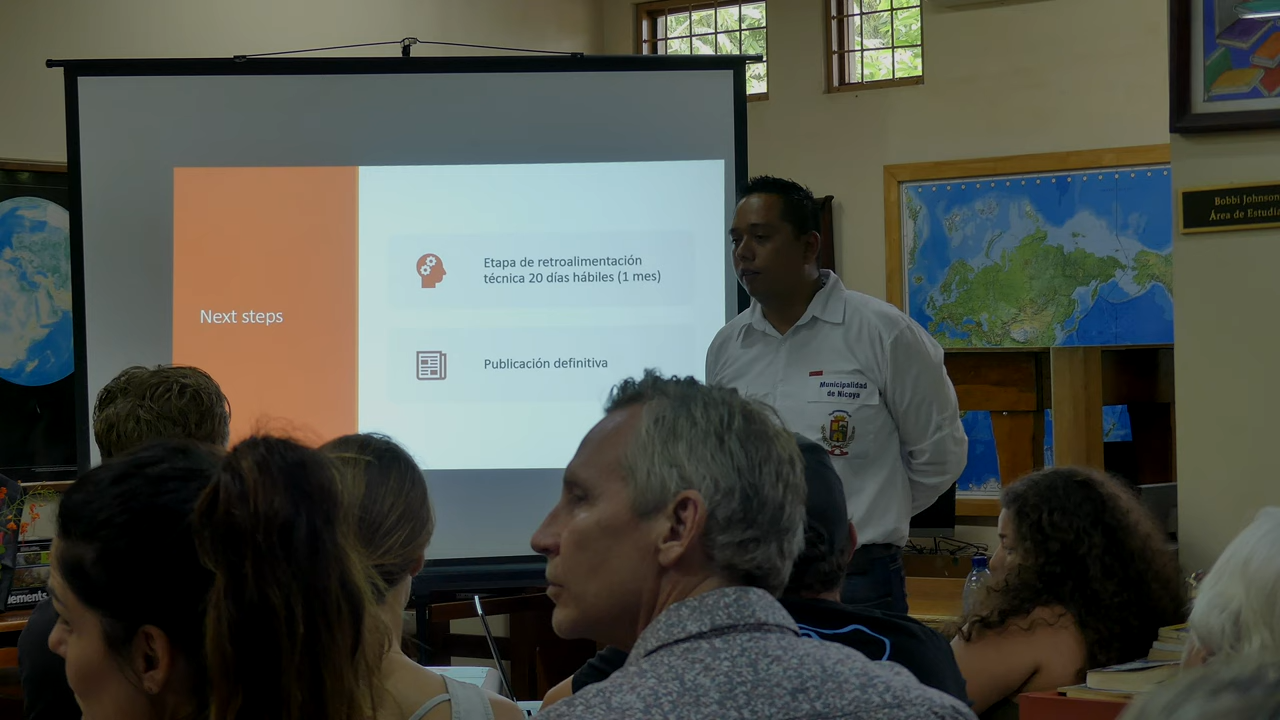 Next steps
Etapa de retroalimentación
técnica 20 días hábiles (1 mes)
Publicación definitiva
Municipalidad
de Nicoya
Bobbi Johnson
Área de Estudi